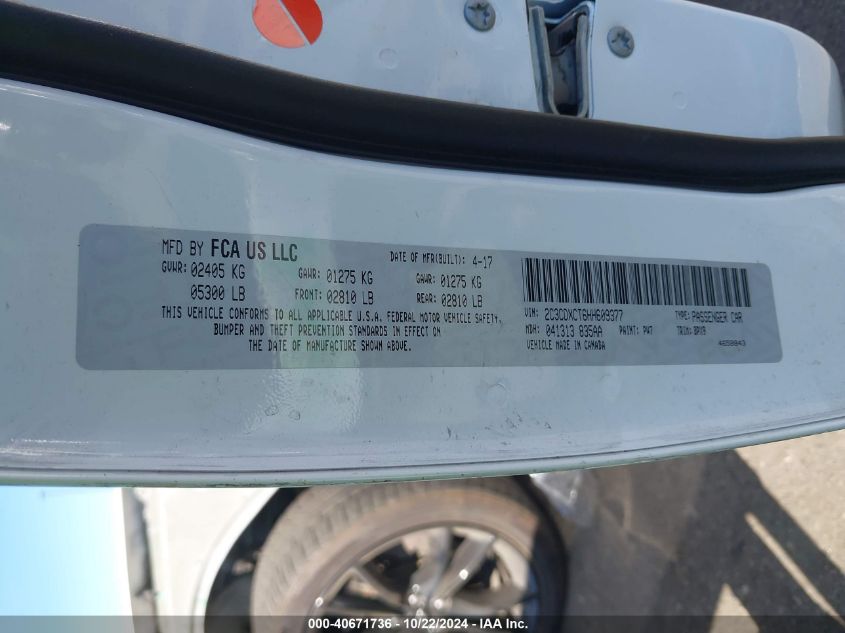 MFD BY FCA US LLC
DATE OF MFR(BUILT): 4-17
GVWR: 02405 KG
GAWR: 01275 KG
GAWR: 01275 KG
05300 LB
FRONT: 02810 LB
REAR: 02810 LB
THIS VEHICLE CONFORMS TO ALL APPLICABLE U.S.A. FEDERAL MOTOR VEHICLE SAFETY,
BUMPER AND THEFT PREVENTION STANDARDS IN EFFECT ON
THE DATE OF MANUFACTURE SHOWN ABOVE.
VIN: 2C3CDXCT6HH609377
TYPE: PASSENGER CAR
MDH: 041313 835AA
PAINT: PW7
TRIM: BPX9
VEHICLE MADE IN CANADA
000-40671736 - 10/22/2024 - IAA Inc.